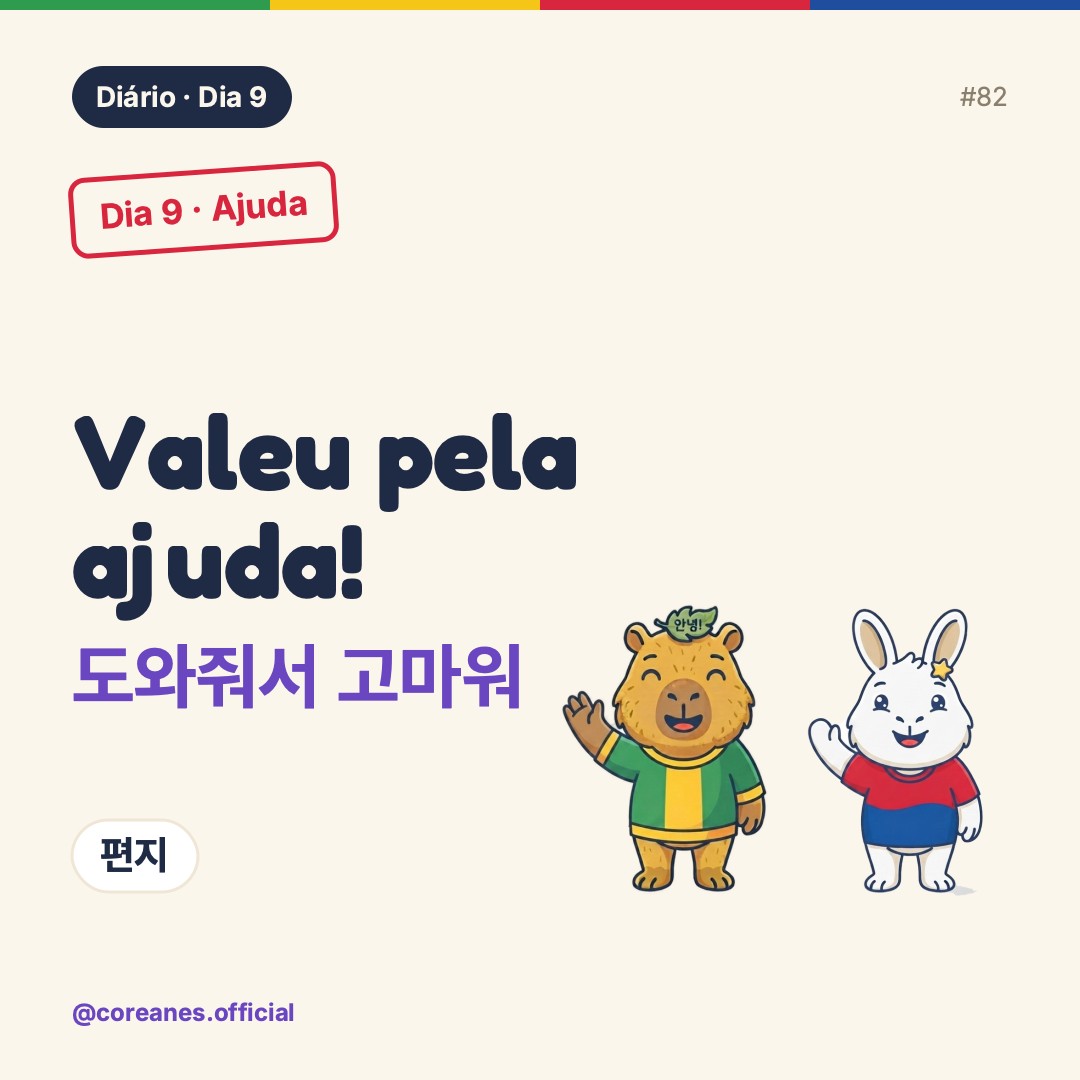 Diário · Dia 9
#82
Dia 9 · Ajuda
Valeu pela
ajuda!
도와줘서 고마워
안녕!
편지
@coreanes.official